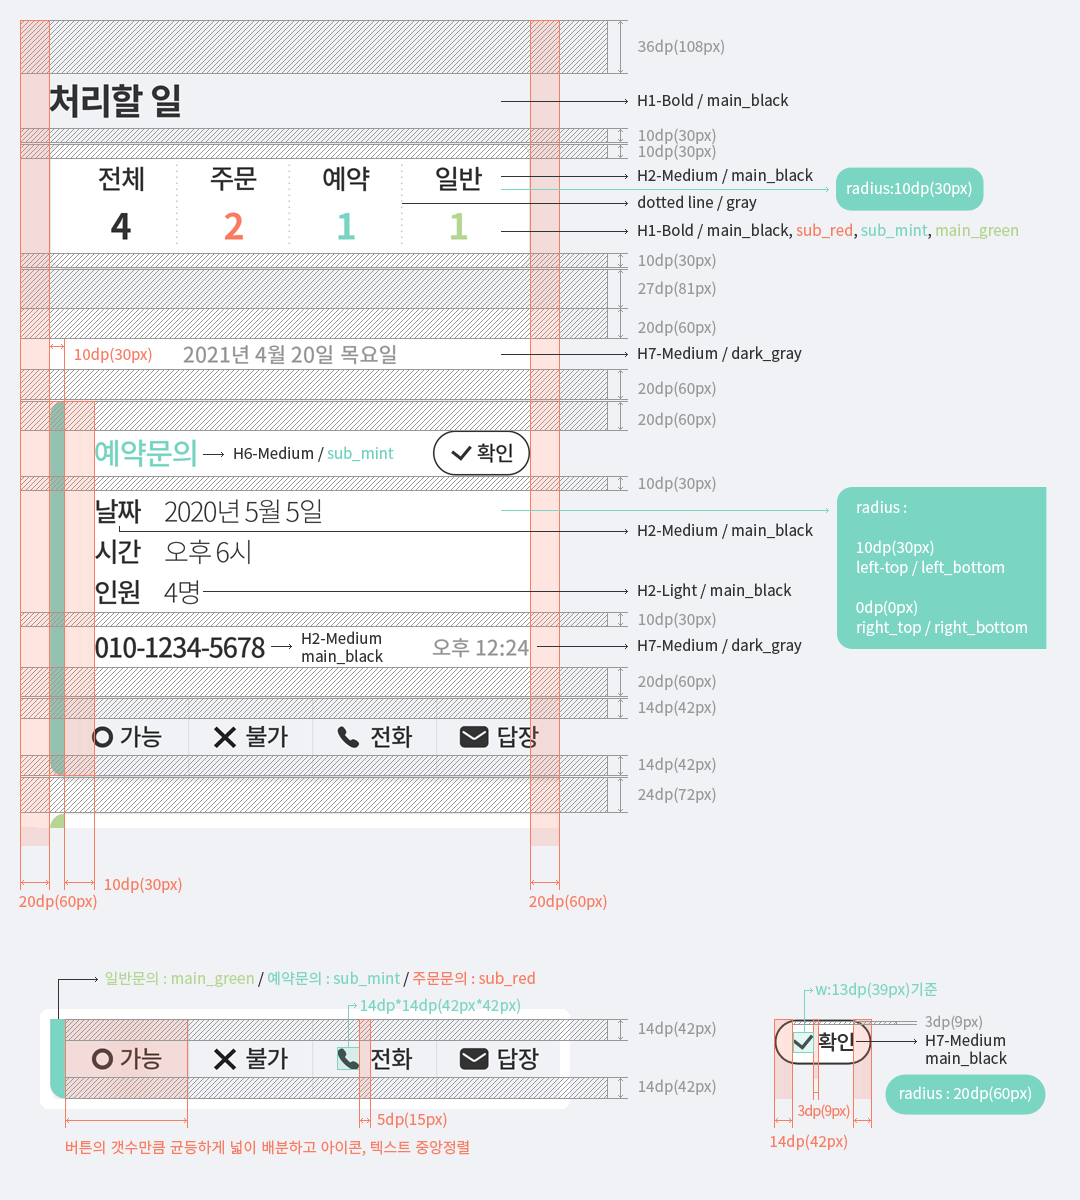 36dp(108px)
처리할 일
H1-Bold / main_black
10dp(30px)
10dp(30px)
전체 주문 예약 일반
H2-Medium / main_black
radius:10dp(30px)
dotted line / gray
4 2 1 1
H1-Bold / main_black, sub_red, sub_mint, main_green
10dp(30px)
27dp(81px)
20dp(60px)
10dp(30px)
2021년 4월 20일 목요일
H7-Medium / dark_gray
20dp(60px)
20dp(60px)
예약문의
H6-Medium / sub_mint
확인
10dp(30px)
날짜 2020년 5월 5일
H2-Medium / main_black
시간 오후 6시
인원 4명
H2-Light / main_black
radius :
10dp(30px)
left-top / left_bottom
0dp(0px)
right_top / right_bottom
10dp(30px)
010-1234-5678
H2-Medium
main_black
오후 12:24
H7-Medium / dark_gray
20dp(60px)
14dp(42px)
가능 불가 전화 답장
14dp(42px)
24dp(72px)
10dp(30px)
20dp(60px)
20dp(60px)
일반문의 : main_green / 예약문의 : sub_mint / 주문문의 : sub_red
14dp*14dp(42px*42px)
14dp(42px)
가능 불가 전화 답장
14dp(42px)
5dp(15px)
버튼의 갯수만큼 균등하게 넓이 배분하고 아이콘, 텍스트 중앙정렬
w:13dp(39px)기준
3dp(9px)
확인
H7-Medium
main_black
radius : 20dp(60px)
3dp(9px)
14dp(42px)